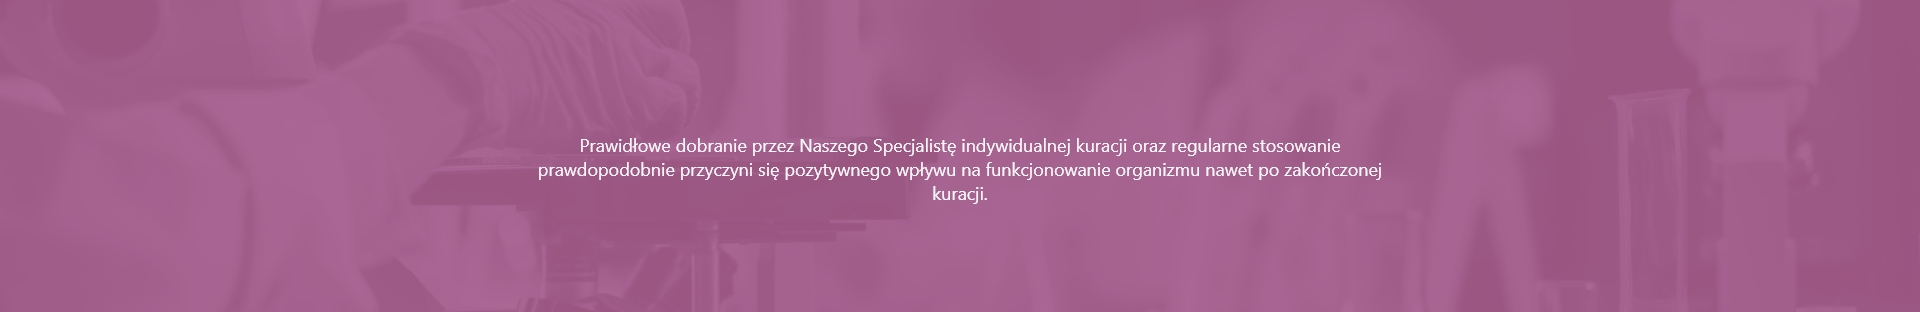 Prawidłowe dobranie przez Naszego Specjalistę indywidualnej kuracji oraz regularne stosowanie
prawdopodobnie przyczyni się pozytywnego wpływu na funkcjonowanie organizmu nawet po zakończonej
kuracji.